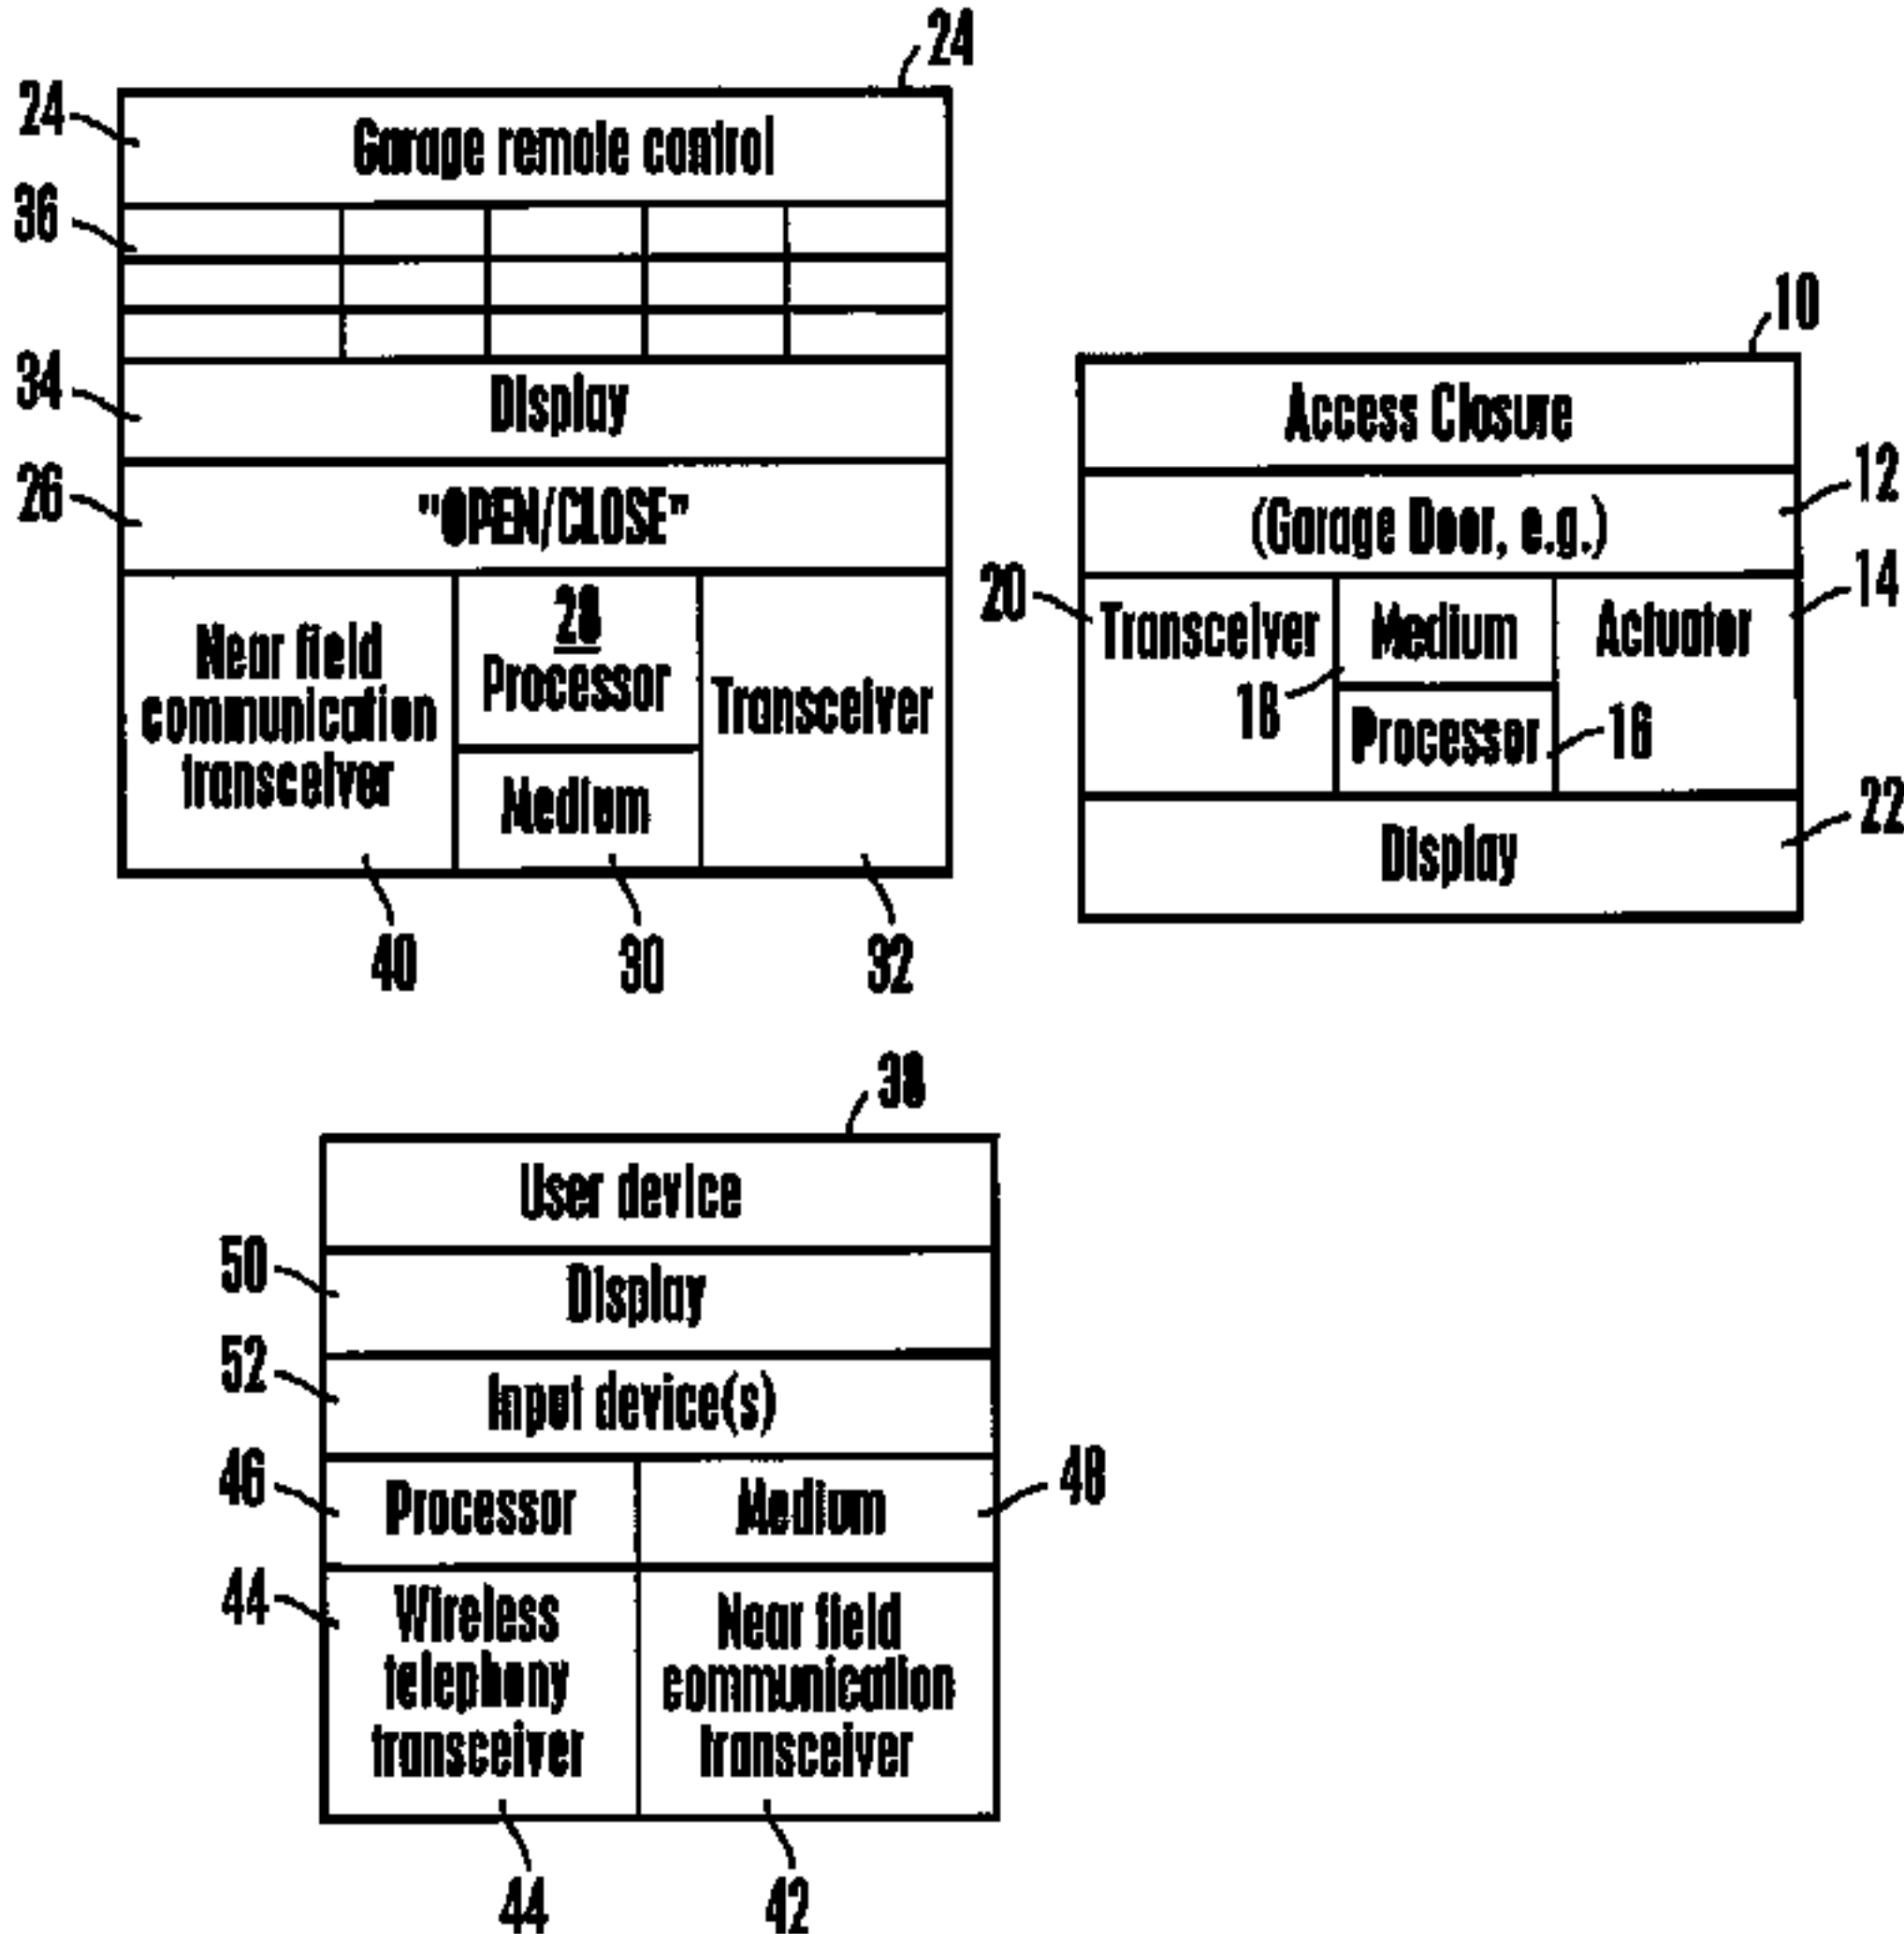 24
24
Garage remote control
36
34
Display
26
"OPEN/CLOSE"
Near field
communication
transceiver
28
Processor
Medium
Transceiver
40
30
32
10
Access Closure
12
(Garage Door, e.g.)
20
Transceiver
Medium
Actuator
14
18
Processor
16
Display
22
38
User device
50
Display
52
Input device(s)
46
Processor
Medium
48
44
Wireless
telephony
transceiver
Near field
communication
transceiver
44
42